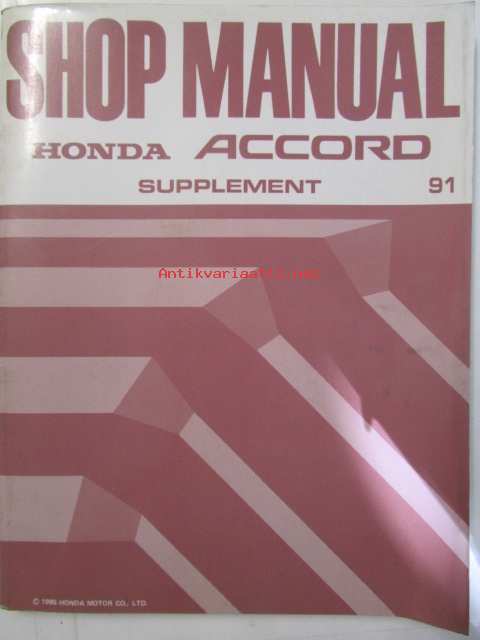 SHOP MANUAL
HONDA ACCORD
SUPPLEMENT 91
Antikvariaatti.net
© 1990 HONDA MOTOR CO., LTD.